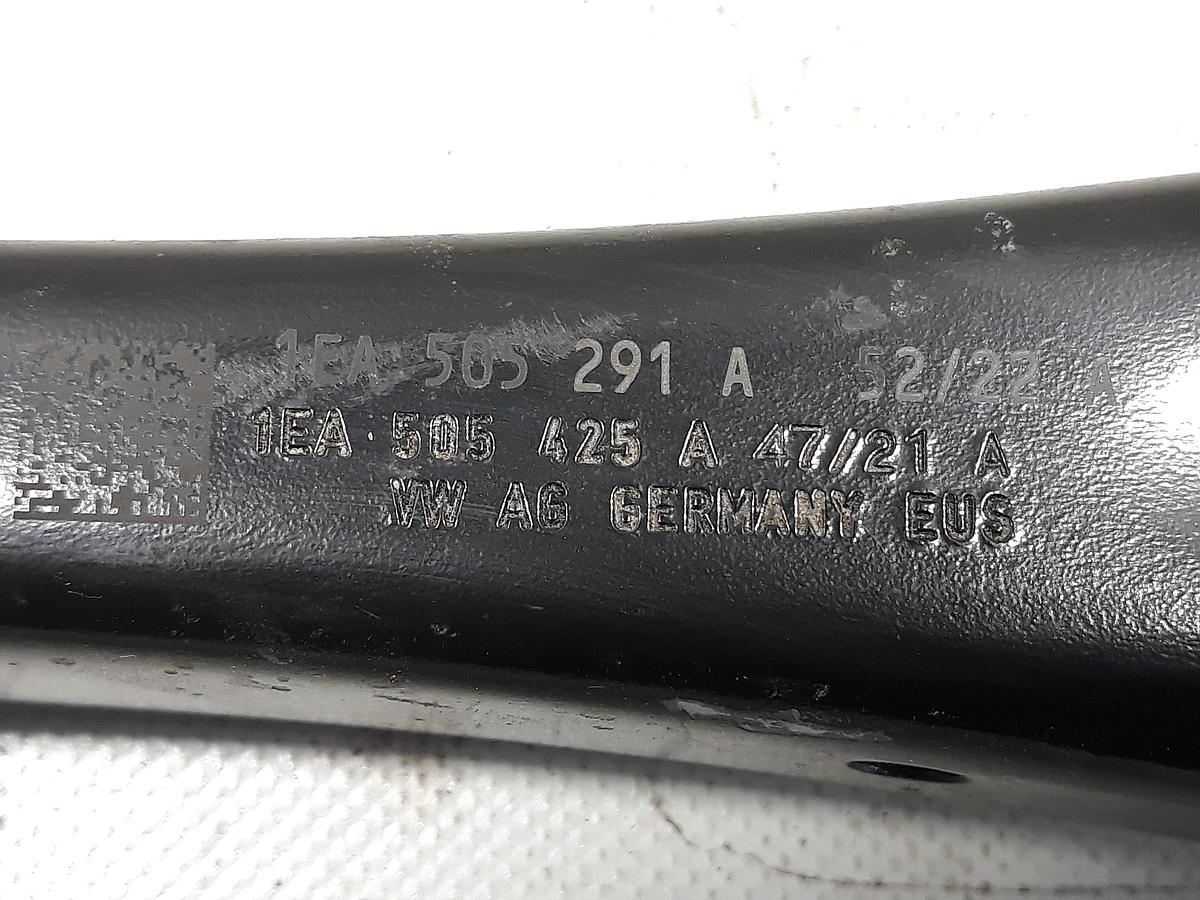 1EA 505 291 A 52/22 A
1EA 505 425 A 47/21 A
VW AG GERMANY EUS